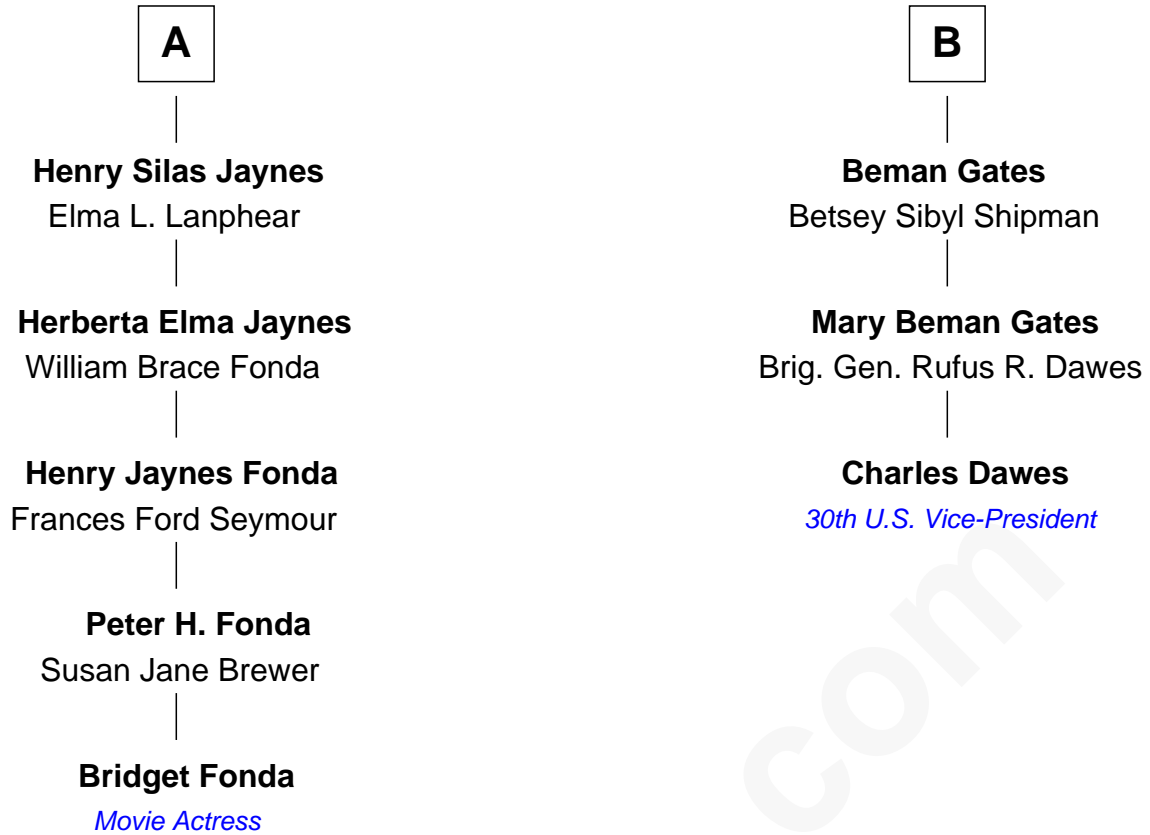 A
Henry Silas Jaynes
Elma L. Lanphear
Herberta Elma Jaynes
William Brace Fonda
Henry Jaynes Fonda
Frances Ford Seymour
Peter H. Fonda
Susan Jane Brewer
Bridget Fonda
Movie Actress
B
Beman Gates
Betsey Sibyl Shipman
Mary Beman Gates
Brig. Gen. Rufus R. Dawes
Charles Dawes
30th U.S. Vice-President
com